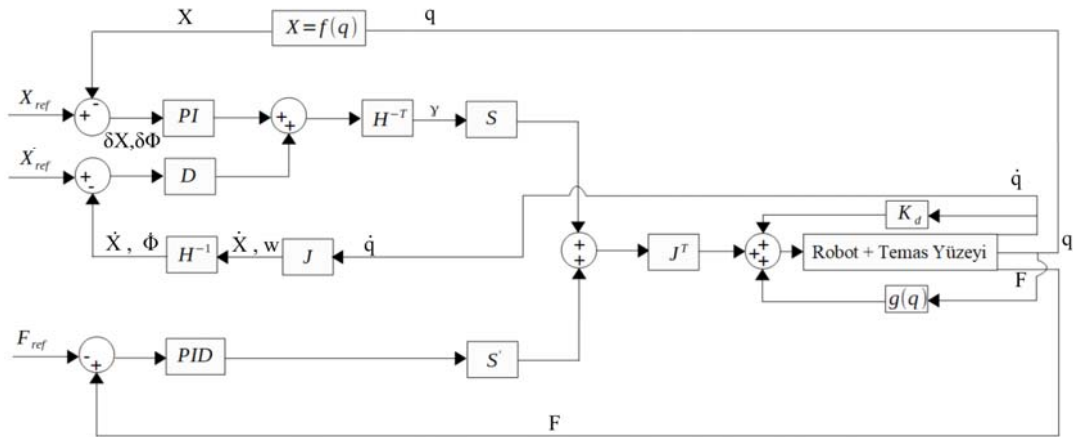 X
X=f(q)
q
X_ref
+
-
PI
+
+
H^{-T}
γ
S
δX,δΦ
Ẋ_ref
+
-
D
q̇
K_d
Ẋ , Φ̇
H^{-1}
Ẋ , w
J
q̇
+
+
J^T
+
+
+
Robot + Temas Yüzeyi
q
F
g(q)
F_ref
-
+
PID
S'
F